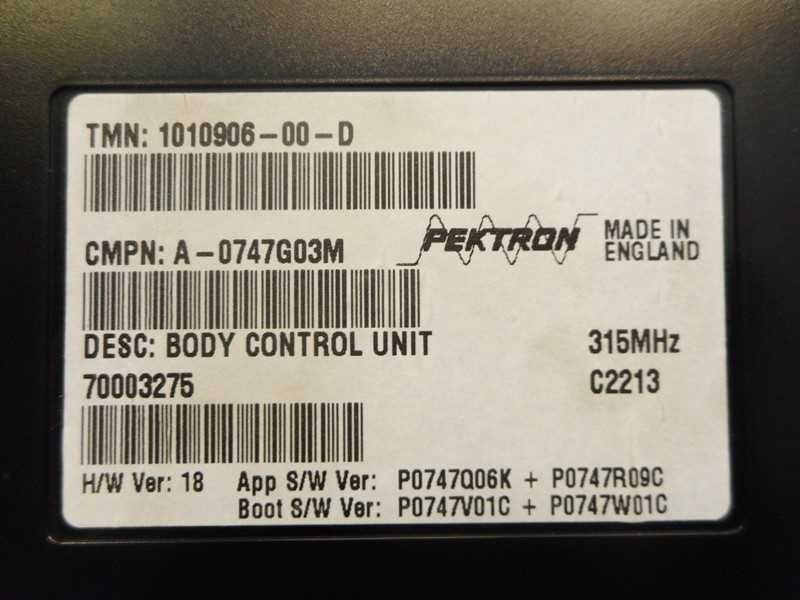 TMN: 1010906-00-D
CMPN: A-0747G03M
PEKTRON
MADE IN
ENGLAND
DESC: BODY CONTROL UNIT 315MHz
70003275 C2213
H/W Ver: 18 App S/W Ver: P0747Q06K + P0747R09C
Boot S/W Ver: P0747V01C + P0747W01C